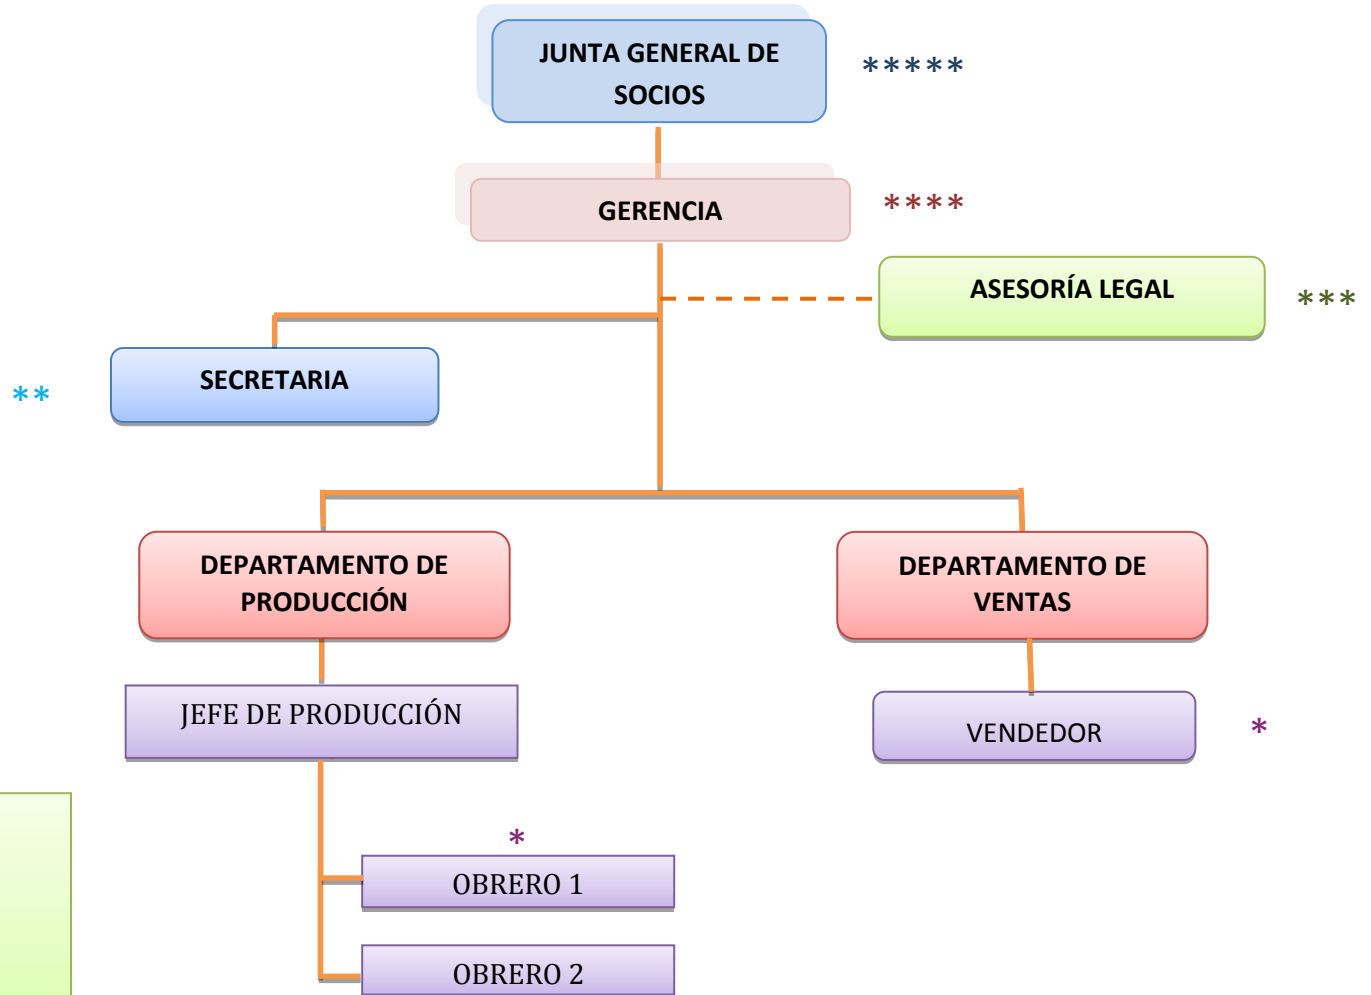 JUNTA GENERAL DE
SOCIOS
*****
GERENCIA
****
ASESORÍA LEGAL
***
SECRETARIA
**
DEPARTAMENTO DE
PRODUCCIÓN
DEPARTAMENTO DE
VENTAS
JEFE DE PRODUCCIÓN
VENDEDOR
*
*
OBRERO 1
OBRERO 2